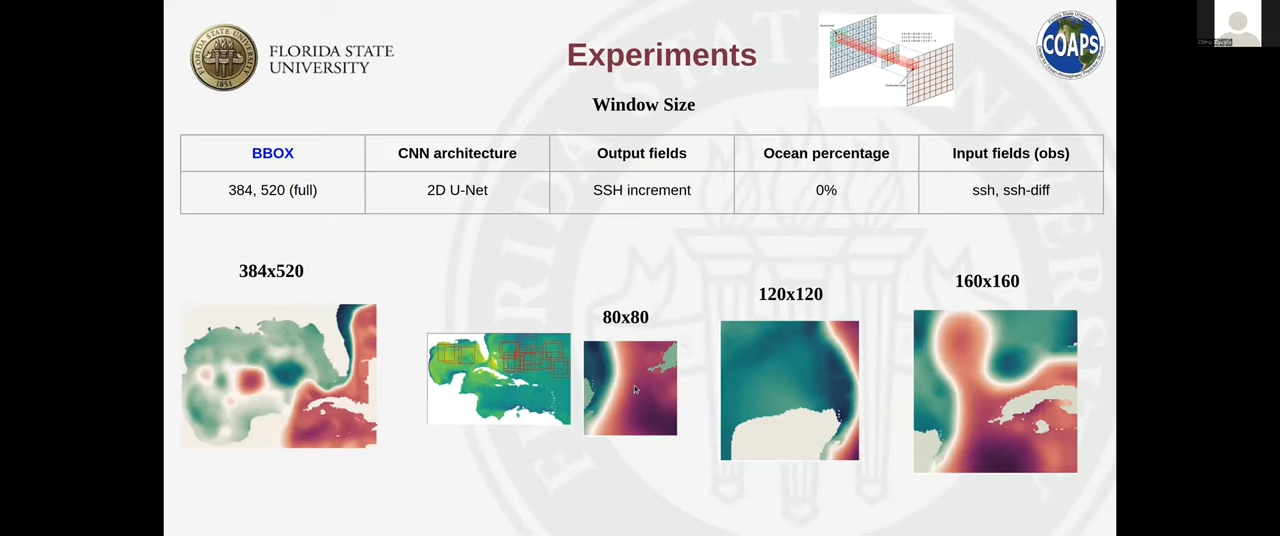 FLORIDA STATE
UNIVERSITY
Experiments
COAPS
Window Size
BBOX CNN architecture Output fields Ocean percentage Input fields (obs)
384, 520 (full) 2D U-Net SSH increment 0% ssh, ssh-diff
384x520
80x80
120x120
160x160
1851